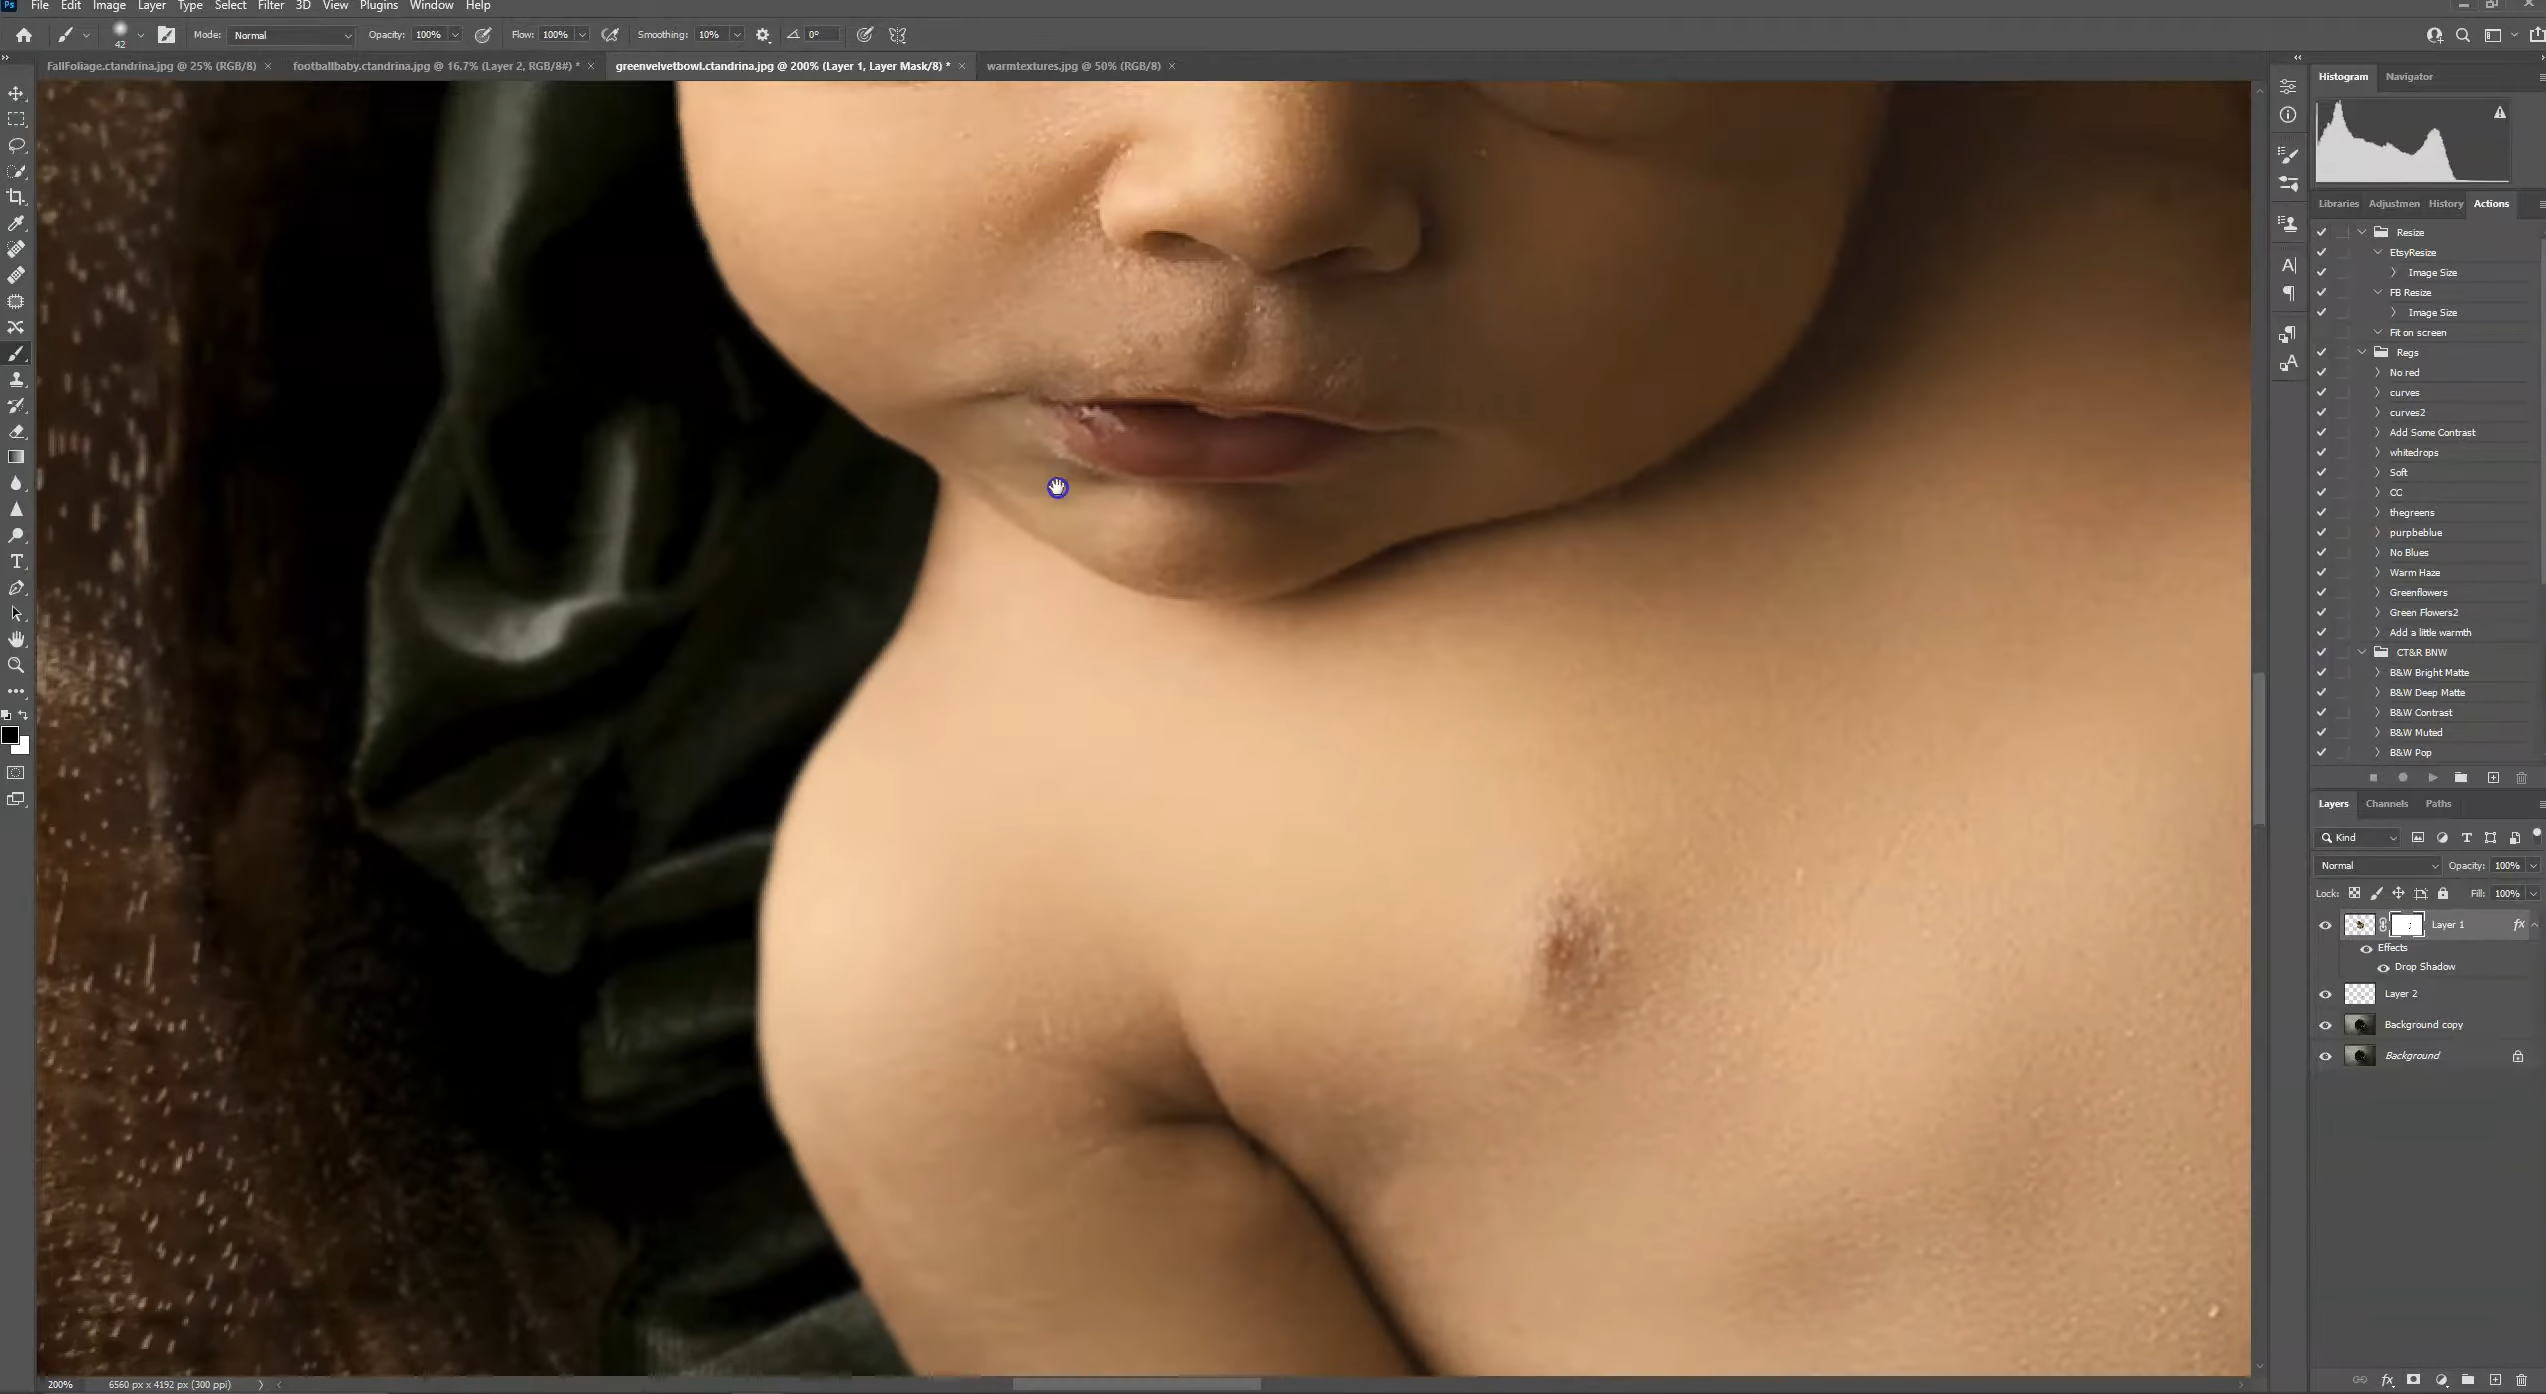 Ps File Edit Image Layer Type Select Filter 3D View Plugins Window Help
42 Mode: Normal Opacity: 100% Flow: 100% Smoothing: 10% 0°
FallFoliage.ctandrina.jpg @ 25% (RGB/8) footballbaby.ctandrina.jpg @ 16.7% (Layer 2, RGB/8#) * greenvelvetbowl.ctandrina.jpg @ 200% (Layer 1, Layer Mask/8) * warmtextures.jpg @ 50% (RGB/8)
Histogram Navigator
Libraries Adjustmen History Actions
Resize
EtsyResize
Image Size
FB Resize
Image Size
Fit on screen
Regs
No red
curves
curves2
Add Some Contrast
whitedrops
Soft
CC
thegreens
purpbeblue
No Blues
Warm Haze
Greenflowers
Green Flowers2
Add a little warmth
CT&R BNW
B&W Bright Matte
B&W Deep Matte
B&W Contrast
B&W Muted
B&W Pop
Layers Channels Paths
Kind
Normal Opacity: 100%
Lock: Fill: 100%
Layer 1 fx
Effects
Drop Shadow
Layer 2
Background copy
Background
200% 6560 px x 4192 px (300 ppi)